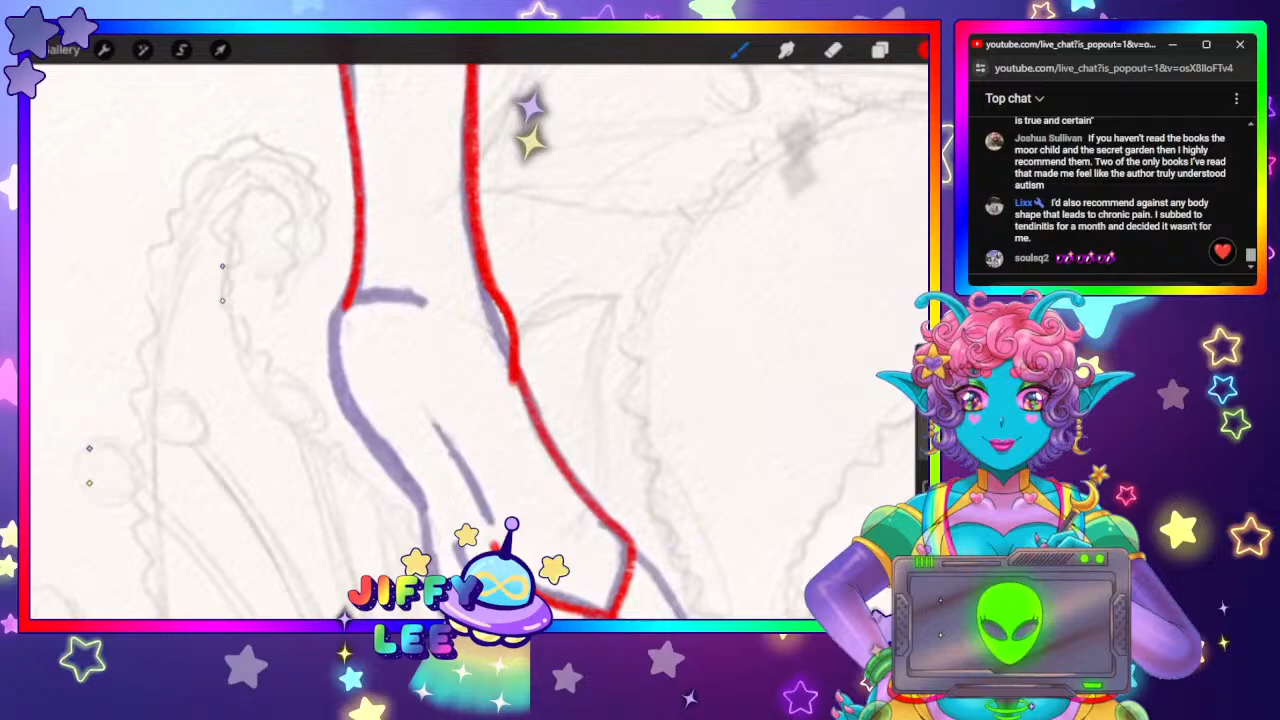 allery
youtube.com/live_chat?is_popout=1&v=o...
youtube.com/live_chat?is_popout=1&v=osX8lloFTv4
Top chat
is true and certain"
Joshua Sullivan If you haven't read the books the
moor child and the secret garden then I highly
recommend them. Two of the only books I've read
that made me feel like the author truly understood
autism
Lixx I'd also recommend against any body
shape that leads to chronic pain. I subbed to
tendinitis for a month and decided it wasn't for
me.
soulsq2
JIFFY
LEE